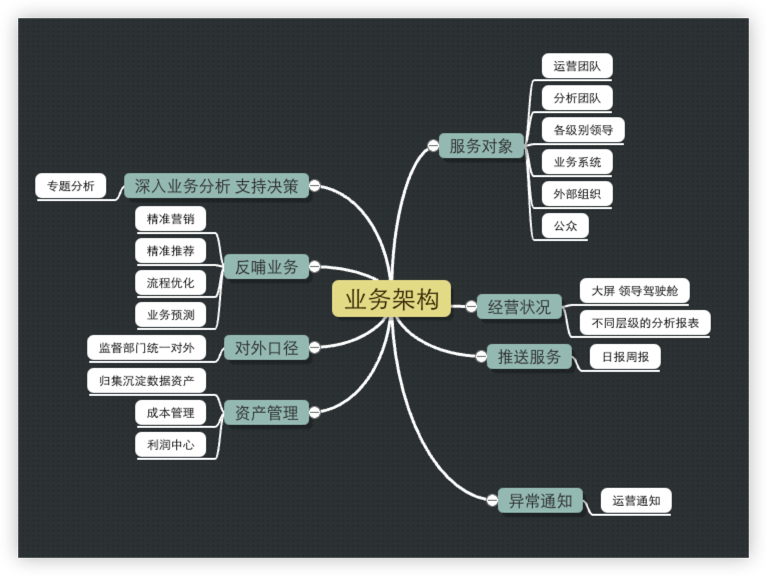 业务架构
服务对象
运营团队
分析团队
各级别领导
业务系统
外部组织
公众
经营状况
大屏 领导驾驶舱
不同层级的分析报表
推送服务
日报周报
异常通知
运营通知
深入业务分析 支持决策
专题分析
反哺业务
精准营销
精准推荐
流程优化
业务预测
对外口径
监督部门统一对外
资产管理
归集沉淀数据资产
成本管理
利润中心